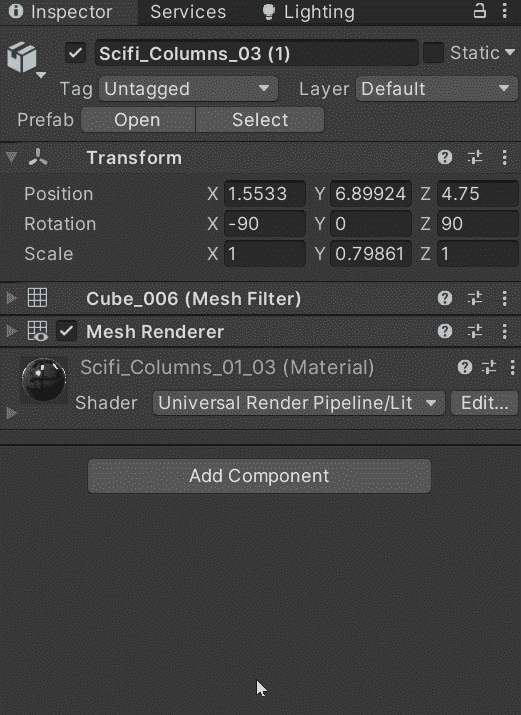 Inspector Services Lighting
Scifi_Columns_03 (1) Static
Tag Untagged Layer Default
Prefab Open Select
Transform
Position X 1.5533 Y 6.89924 Z 4.75
Rotation X -90 Y 0 Z 90
Scale X 1 Y 0.79861 Z 1
Cube_006 (Mesh Filter)
Mesh Renderer
Scifi_Columns_01_03 (Material)
Shader Universal Render Pipeline/Lit Edit...
Add Component